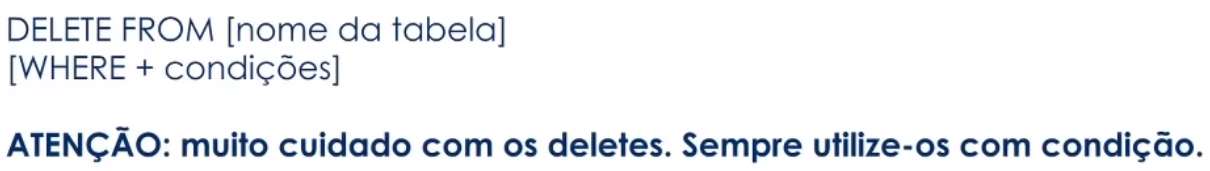 DELETE FROM [nome da tabela]
[WHERE + condições]
ATENÇÃO: muito cuidado com os deletes. Sempre utilize-os com condição.